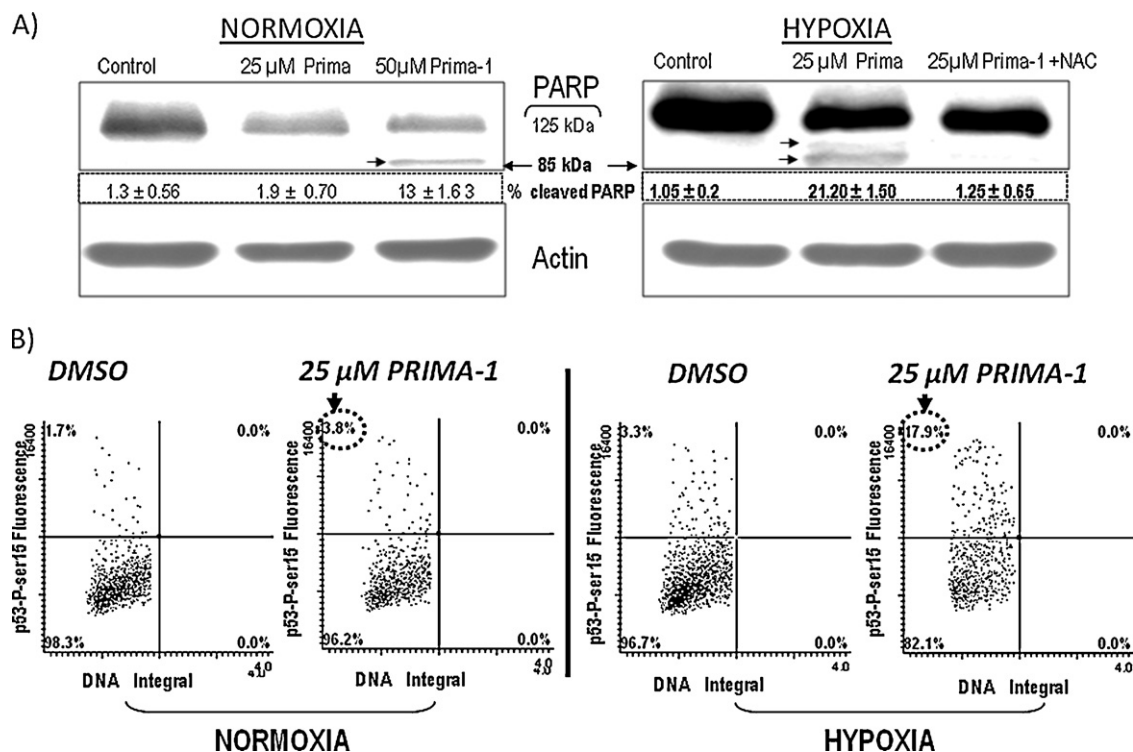 A)
NORMOXIA
Control 25 µM Prima 50µM Prima-1
PARP
125 kDa
85 kDa
1.3 ± 0.56 1.9 ± 0.70 13 ± 1.6 3
% cleaved PARP
Actin
HYPOXIA
Control 25 µM Prima 25µM Prima-1 +NAC
1.05 ± 0.2 21.20 ± 1.50 1.25 ± 0.65
B)
DMSO
25 µM PRIMA-1
DMSO
25 µM PRIMA-1
1.7% 0.0%
16400
p53-P-ser15 Fluorescence
98.3% 0.0%
4.0
DNA Integral
3.8% 0.0%
16400
p53-P-ser15 Fluorescence
96.2% 0.0%
4.0
DNA Integral
NORMOXIA
3.3% 0.0%
16400
p53-P-ser15 Fluorescence
96.7% 0.0%
4.0
DNA Integral
17.9% 0.0%
16400
p53-P-ser15 Fluorescence
82.1% 0.0%
4.0
DNA Integral
HYPOXIA